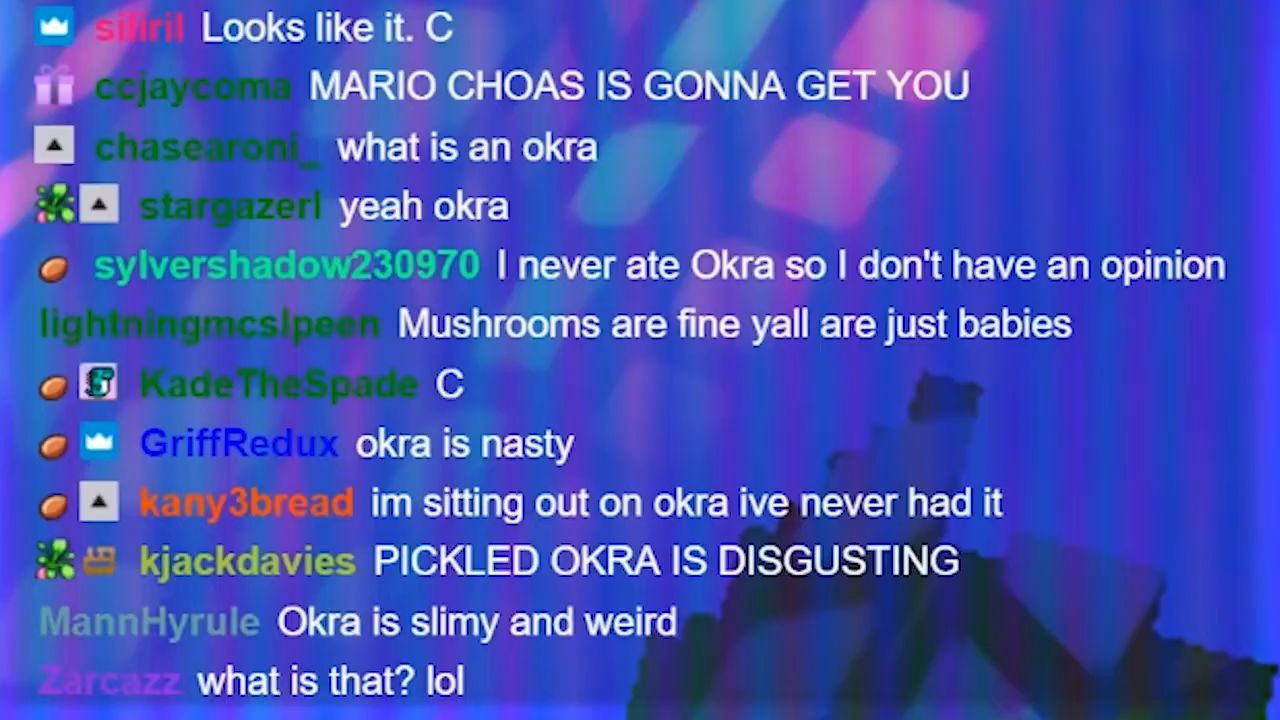 siliril Looks like it. C
ccjaycoma MARIO CHOAS IS GONNA GET YOU
chasearoni_ what is an okra
stargazerl yeah okra
sylvershadow230970 I never ate Okra so I don't have an opinion
lightningmcslpeen Mushrooms are fine yall are just babies
KadeTheSpade C
GriffRedux okra is nasty
kany3bread im sitting out on okra ive never had it
kjackdavies PICKLED OKRA IS DISGUSTING
MannHyrule Okra is slimy and weird
Zarcazz what is that? lol